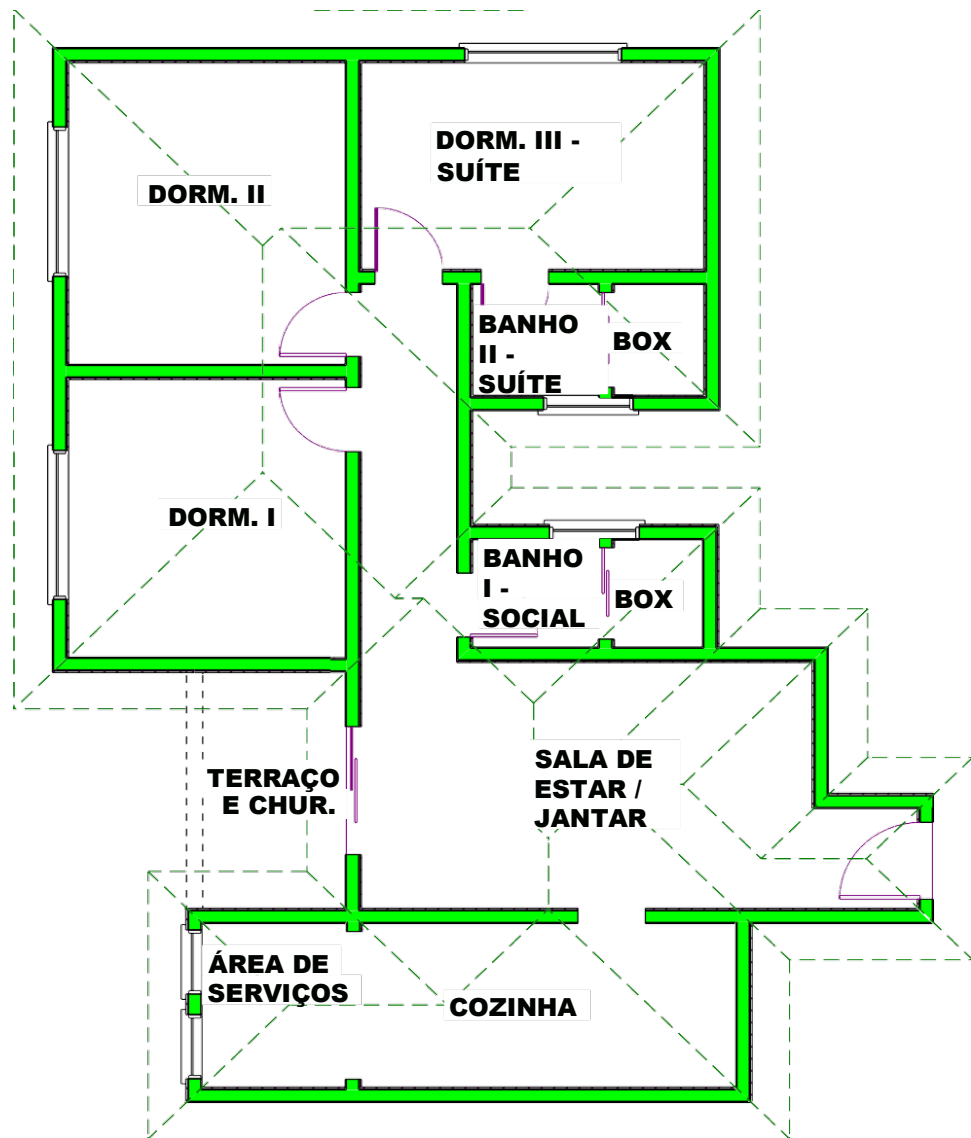 DORM. III -
SUÍTE
DORM. II
BANHO
II -
SUÍTE
BOX
DORM. I
BANHO
I -
SOCIAL
BOX
TERRAÇO
E CHUR.
SALA DE
ESTAR /
JANTAR
ÁREA DE
SERVIÇOS
COZINHA